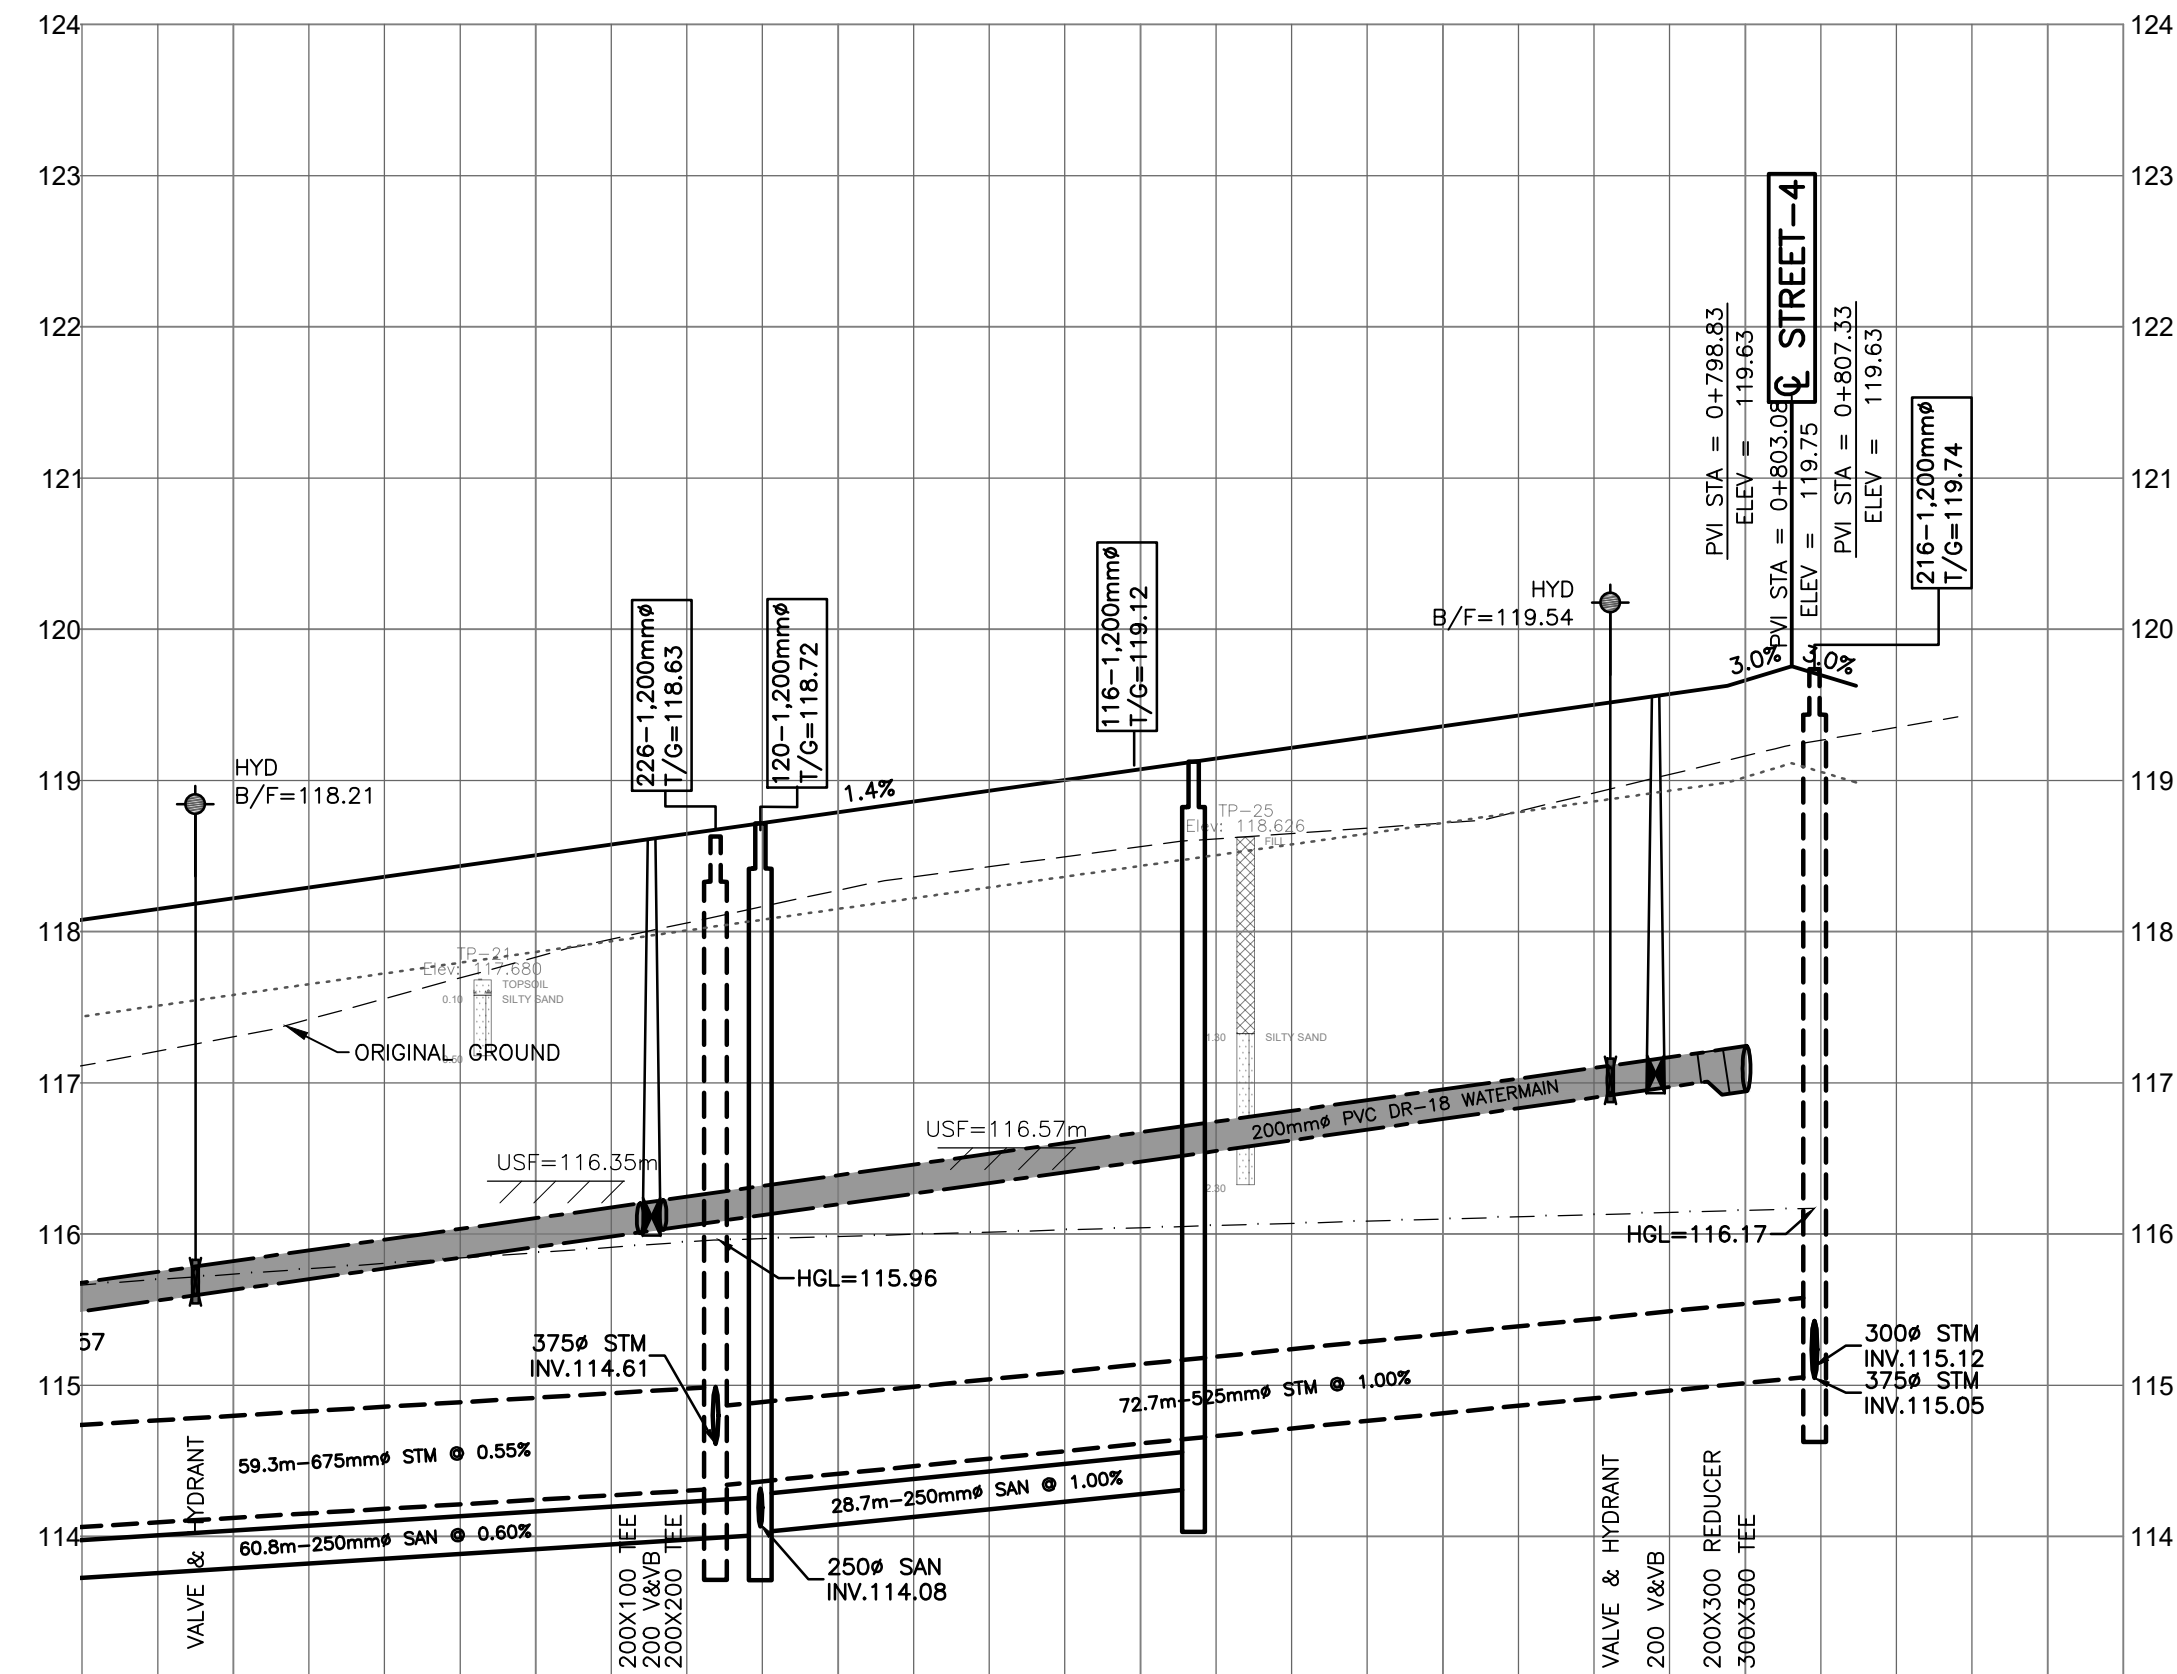 124
124
123
123
122
122
121
121
120
120
119
119
118
118
117
117
116
116
115
115
114
114
℄ STREET-4
PVI STA = 0+798.83
ELEV = 119.63
PVI STA = 0+803.08
ELEV = 119.75
PVI STA = 0+807.33
ELEV = 119.63
216-1,200mmø
T/G=119.74
116-1,200mmø
T/G=119.12
226-1,200mmø
T/G=118.63
120-1,200mmø
T/G=118.72
HYD
B/F=119.54
HYD
B/F=118.21
3.0%
3.0%
1.4%
TP-25
Elev: 118.626
FILL
1.30
SILTY SAND
2.30
TP-21
Elev: 117.680
TOPSOIL
0.10
SILTY SAND
0.50
ORIGINAL GROUND
200mmø PVC DR-18 WATERMAIN
USF=116.57m
USF=116.35m
HGL=116.17
HGL=115.96
57
375ø STM
INV.114.61
300ø STM
INV.115.12
375ø STM
INV.115.05
72.7m-525mmø STM @ 1.00%
59.3m-675mmø STM @ 0.55%
28.7m-250mmø SAN @ 1.00%
60.8m-250mmø SAN @ 0.60%
250ø SAN
INV.114.08
VALVE & HYDRANT
200X100 TEE
200 V&VB
200X200 TEE
VALVE & HYDRANT
200 V&VB
200X300 REDUCER
300X300 TEE